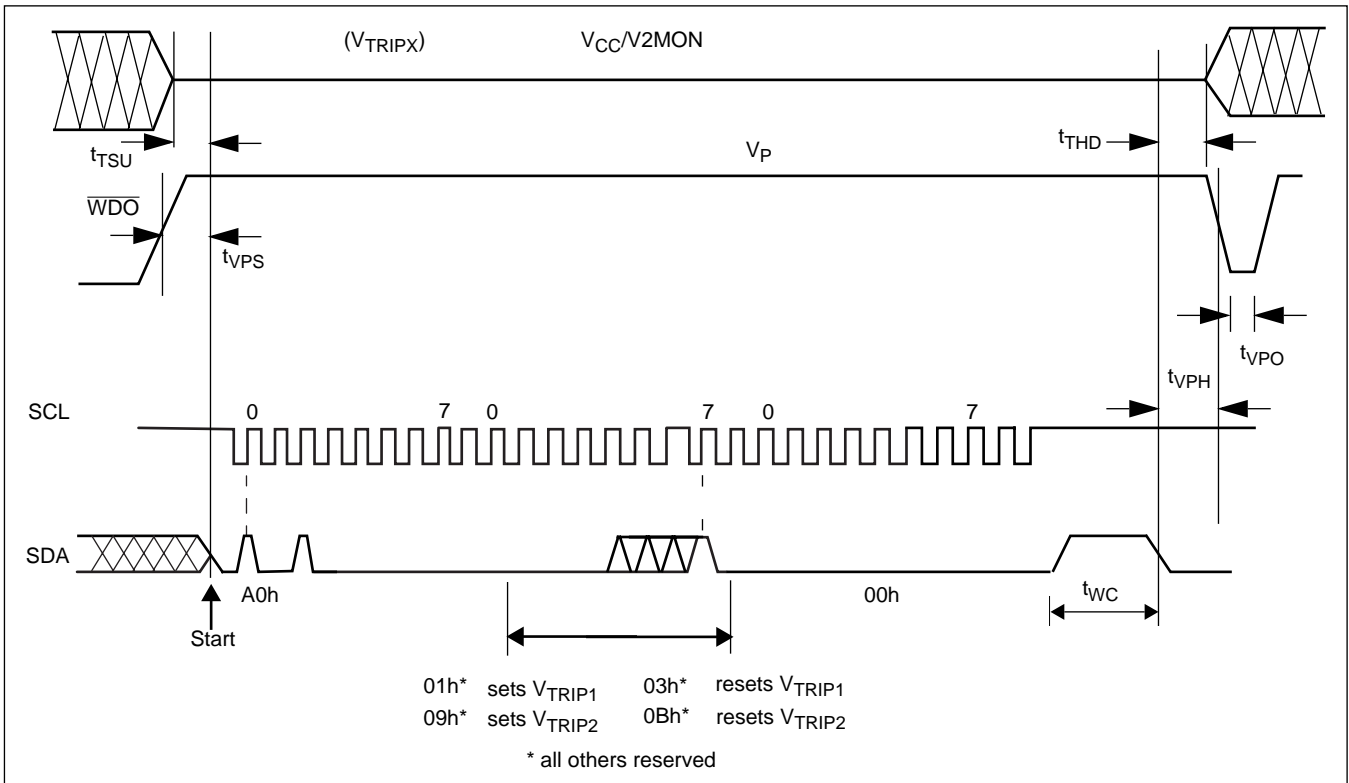 (VTRIPX) VCC/V2MON
tTSU
tTHD
VP
WDO
tVPS
tVPO
tVPH
SCL 0 7 0 7 0 7
SDA
A0h
00h
tWC
Start
01h* sets VTRIP1 03h* resets VTRIP1
09h* sets VTRIP2 0Bh* resets VTRIP2
* all others reserved